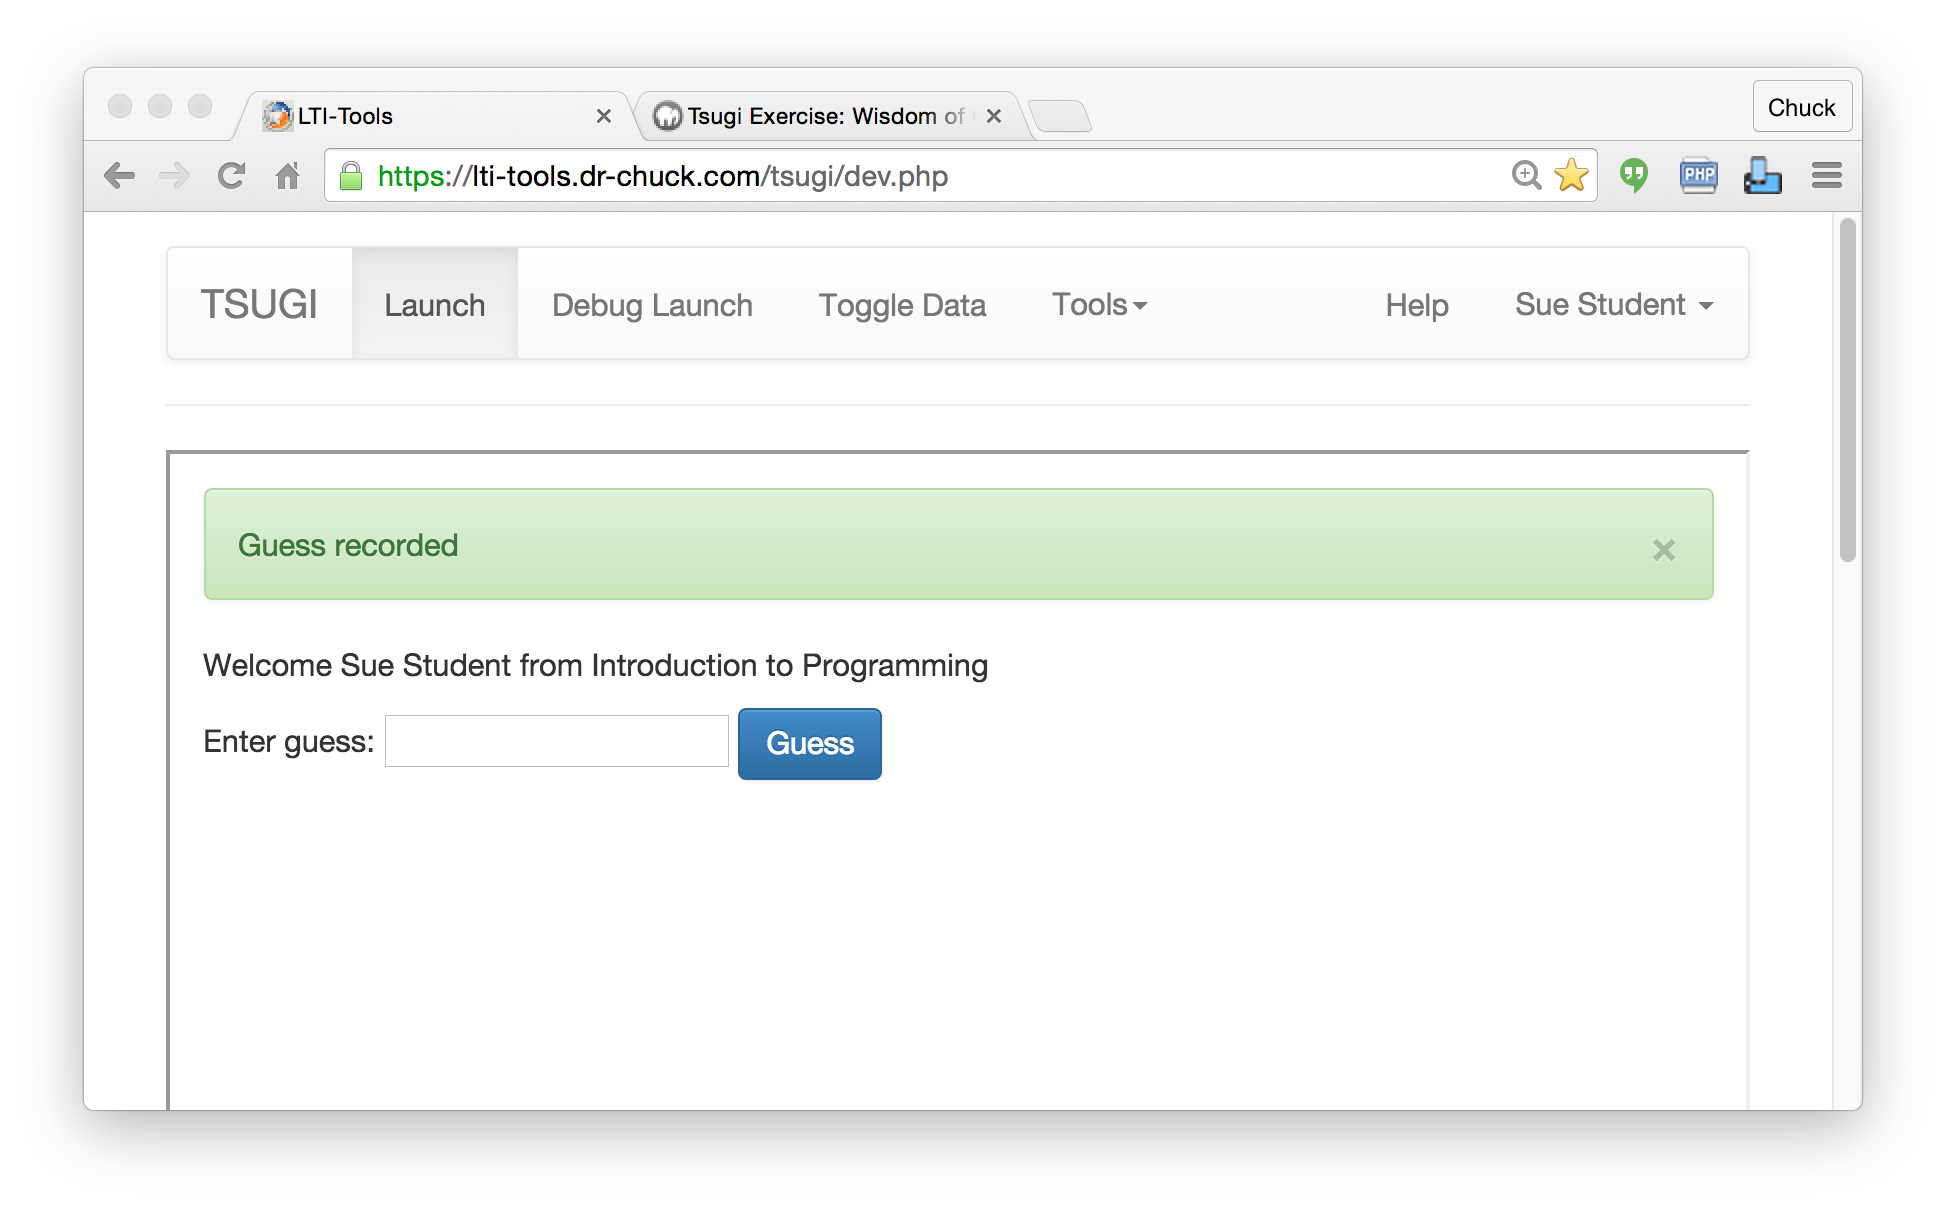 LTI-Tools
Tsugi Exercise: Wisdom of
Chuck
https://lti-tools.dr-chuck.com/tsugi/dev.php
PHP
TSUGI Launch Debug Launch Toggle Data Tools Help Sue Student
Guess recorded
Welcome Sue Student from Introduction to Programming
Enter guess: Guess